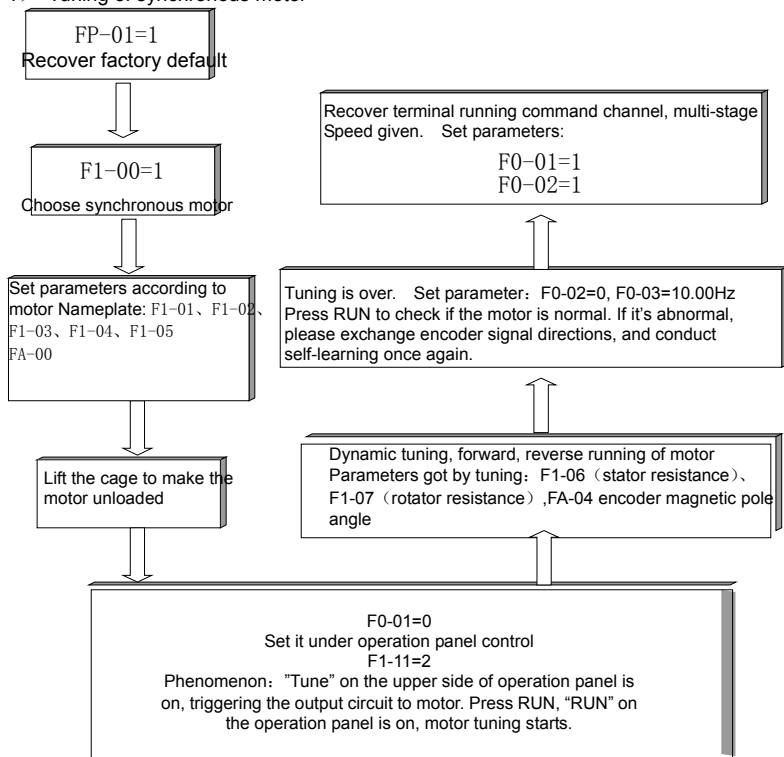 Tuning of synchronous motor
FP-01=1
Recover factory default
F1-00=1
Choose synchronous motor
Set parameters according to
motor Nameplate: F1-01、F1-02、
F1-03、F1-04、F1-05
FA-00
Lift the cage to make the
motor unloaded
F0-01=0
Set it under operation panel control
F1-11=2
Phenomenon：”Tune” on the upper side of operation panel is
on, triggering the output circuit to motor. Press RUN, “RUN” on
the operation panel is on, motor tuning starts.
Dynamic tuning, forward, reverse running of motor
Parameters got by tuning：F1-06（stator resistance）、
F1-07（rotator resistance）,FA-04 encoder magnetic pole
angle
Tuning is over. Set parameter：F0-02=0, F0-03=10.00Hz
Press RUN to check if the motor is normal. If it’s abnormal,
please exchange encoder signal directions, and conduct
self-learning once again.
Recover terminal running command channel, multi-stage
Speed given. Set parameters:
F0-01=1
F0-02=1